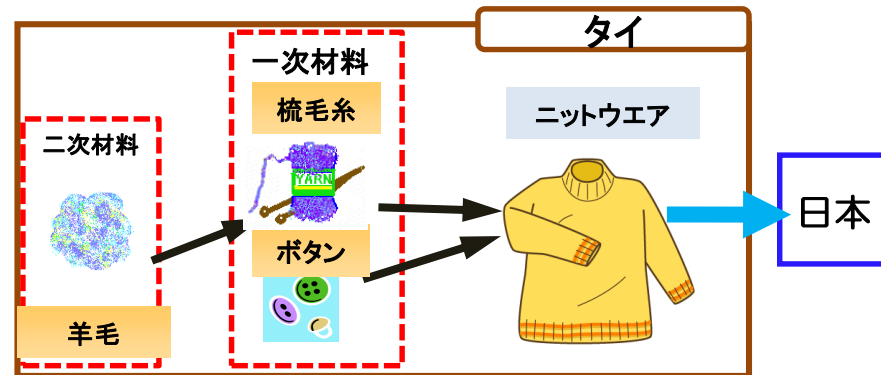 タイ
一次材料
梳毛糸
ニットウエア
二次材料
YARN
日本
ボタン
羊毛